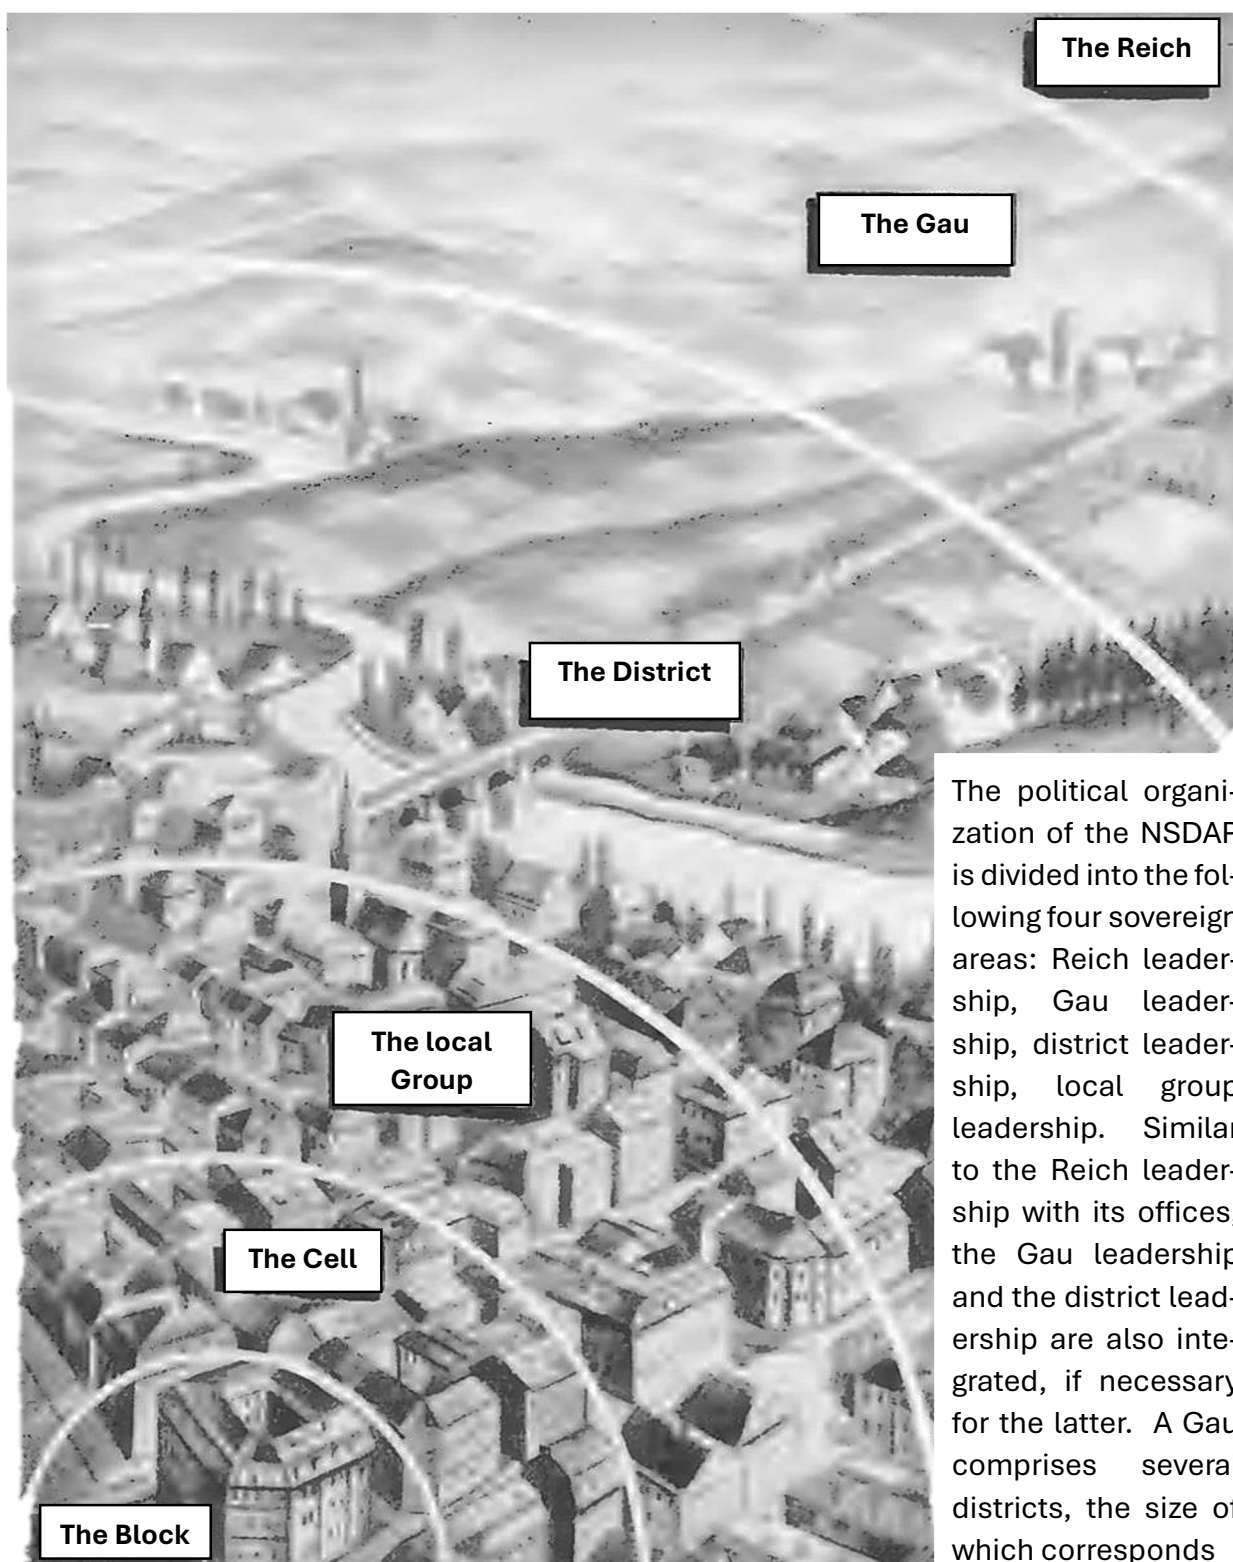 The Reich
The Gau
The District
The political organi-
zation of the NSDAP
is divided into the fol-
lowing four sovereign
areas: Reich leader-
ship, Gau leader-
ship, district leader-
ship, local group
leadership. Similar
to the Reich leader-
ship with its offices,
the Gau leadership
and the district lead-
ership are also inte-
grated, if necessary
for the latter. A Gau
comprises several
districts, the size of
which corresponds
The local
Group
The Cell
The Block